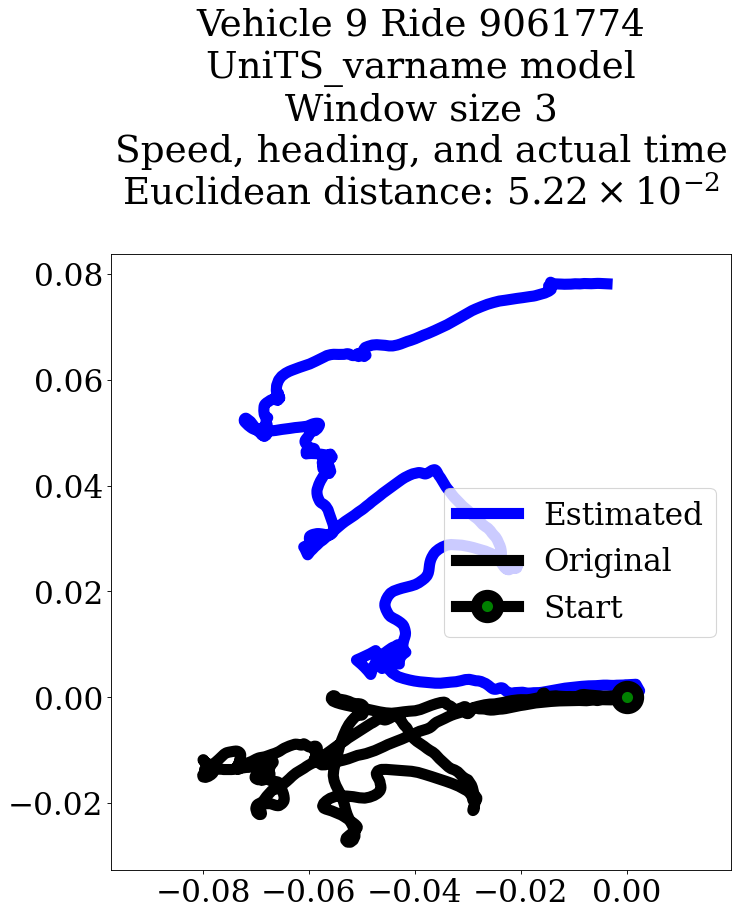 Vehicle 9 Ride 9061774
UniTS_varname model
Window size 3
Speed, heading, and actual time
Euclidean distance: 5.22 × 10⁻²
0.08
0.06
0.04
0.02
0.00
−0.02
Estimated
Original
Start
−0.08 −0.06 −0.04 −0.02 0.00